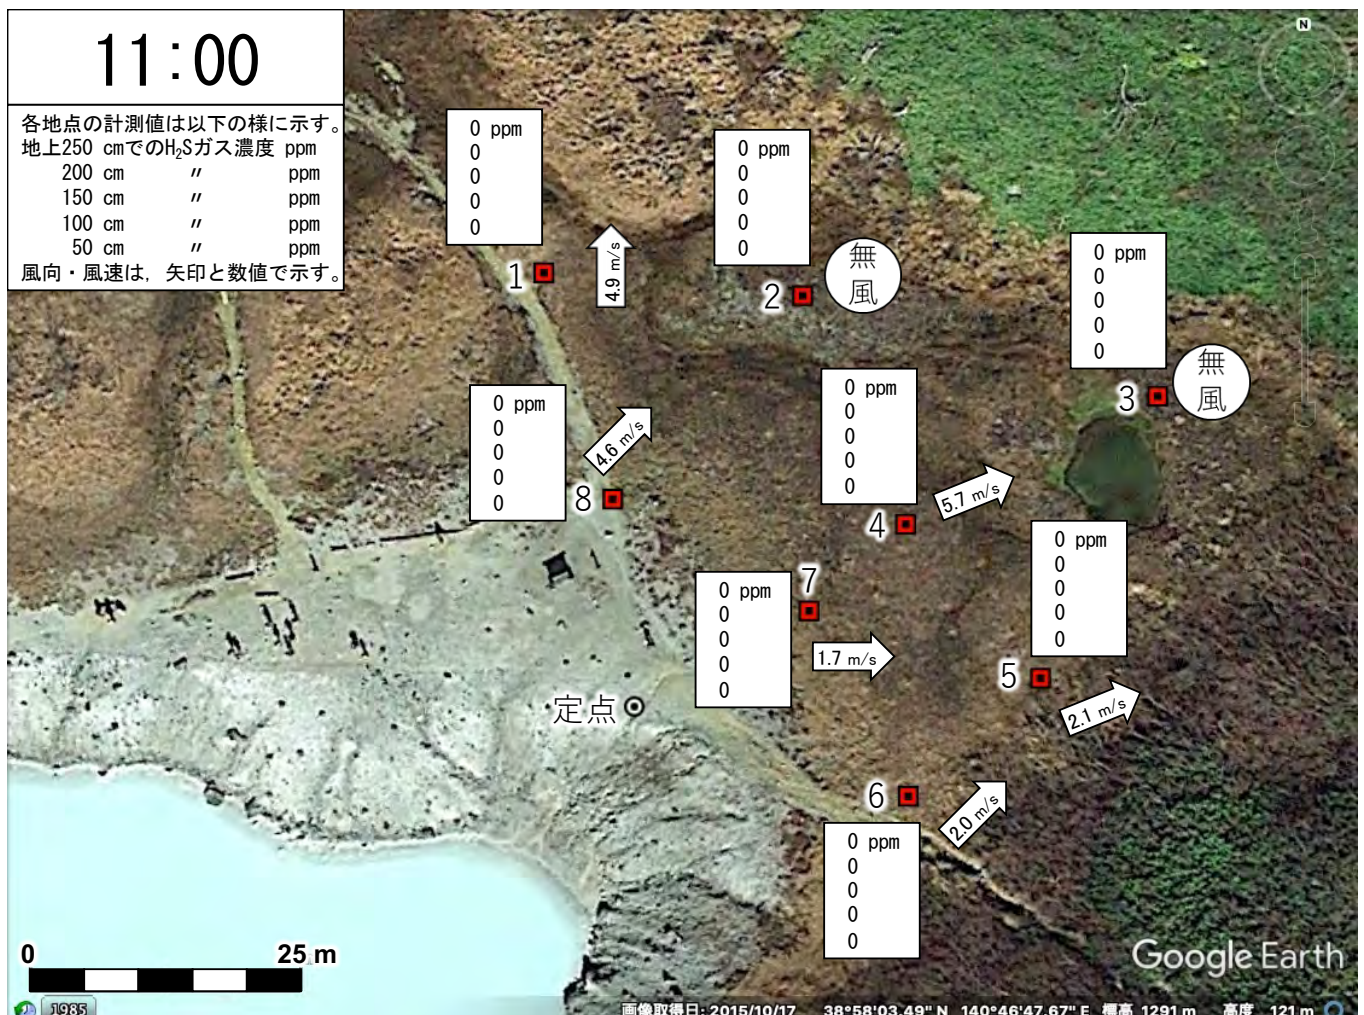 11:00
各地点の計測値は以下の様に示す。
地上250 cmでのH2Sガス濃度 ppm
200 cm 〃 ppm
150 cm 〃 ppm
100 cm 〃 ppm
50 cm 〃 ppm
風向・風速は, 矢印と数値で示す。
N
0 ppm
0
0
0
0
1
4.9 m/s
0 ppm
0
0
0
0
2
無
風
0 ppm
0
0
0
0
3
無
風
0 ppm
0
0
0
0
8
4.6 m/s
0 ppm
0
0
0
0
4
5.7 m/s
0 ppm
0
0
0
0
7
1.7 m/s
0 ppm
0
0
0
0
5
2.1 m/s
定点
6
2.0 m/s
0 ppm
0
0
0
0
0 25 m
Google Earth
1985
画像取得日: 2015/10/17 38°58'03.49" N 140°46'47.67" E 標高 1291 m 高度 121 m